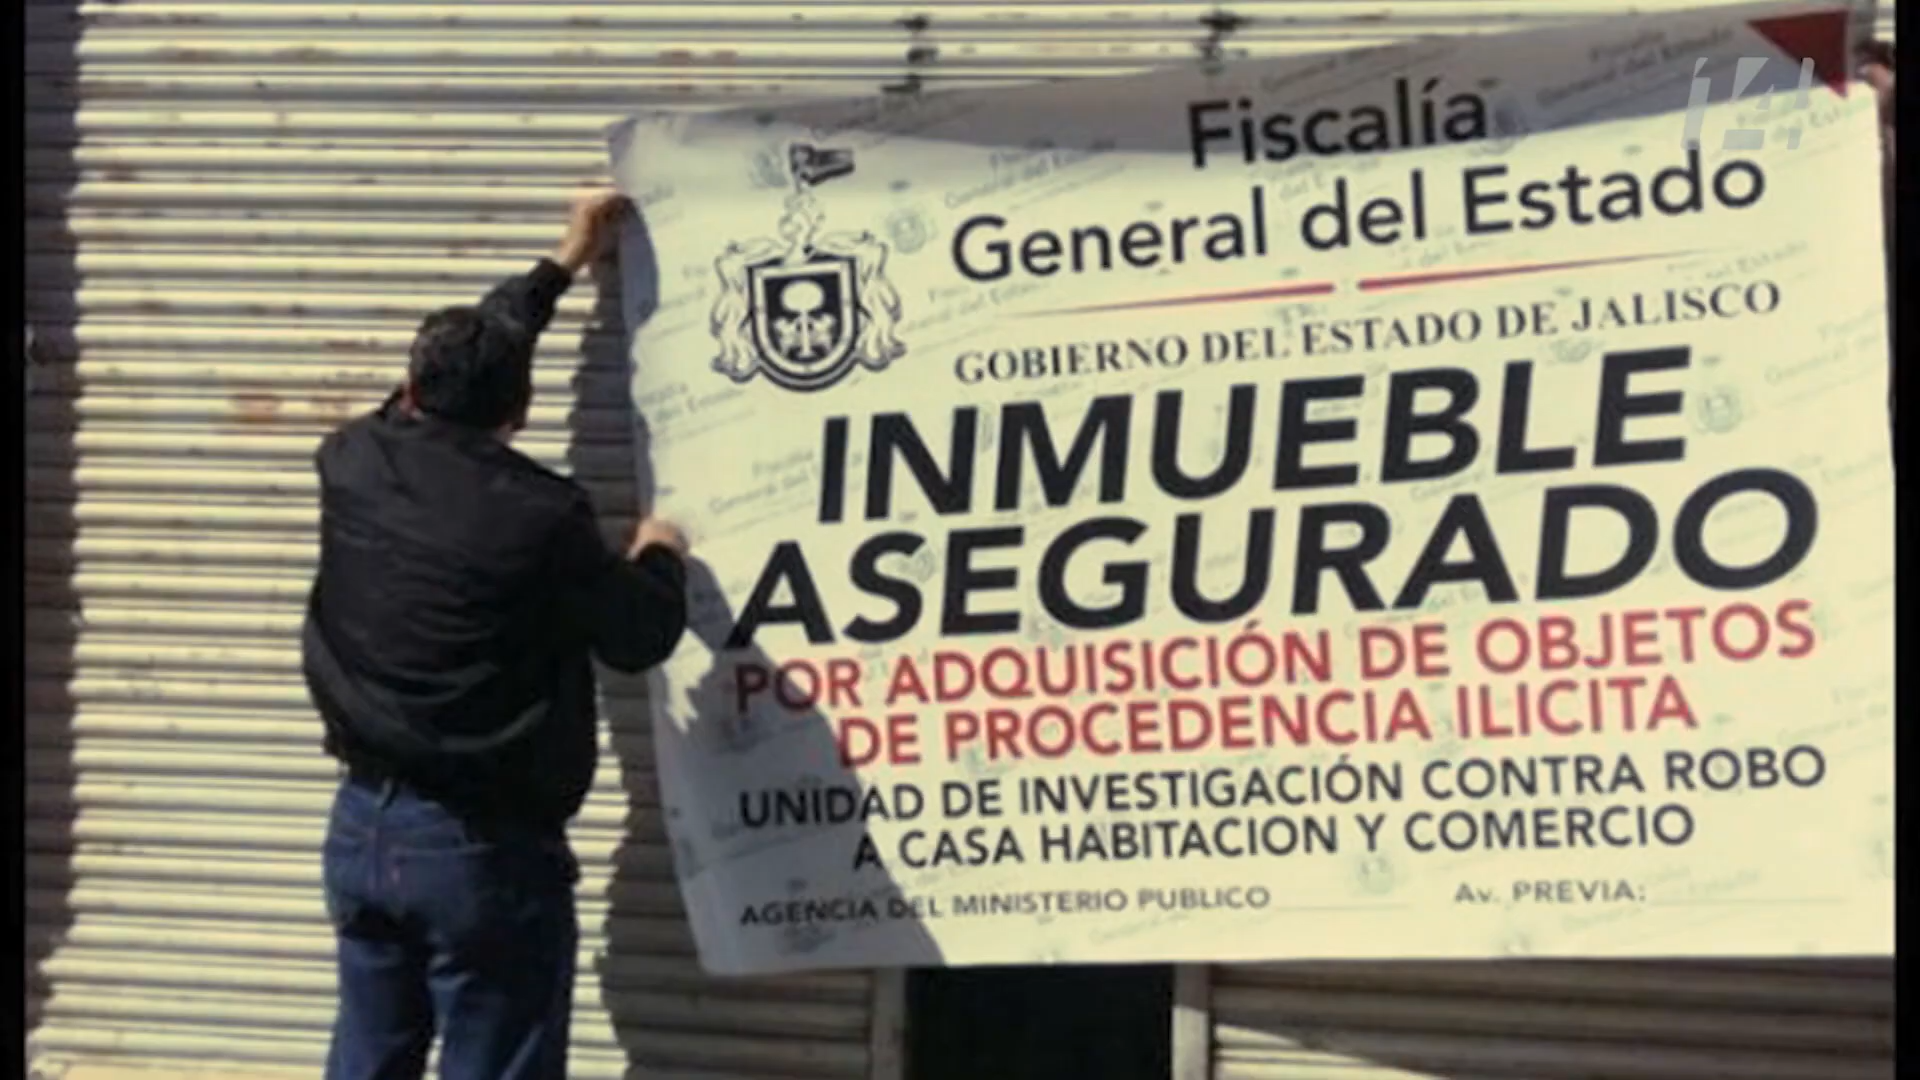 14
Fiscalía
General del Estado
GOBIERNO DEL ESTADO DE JALISCO
INMUEBLE
ASEGURADO
POR ADQUISICIÓN DE OBJETOS
DE PROCEDENCIA ILICITA
UNIDAD DE INVESTIGACIÓN CONTRA ROBO
A CASA HABITACION Y COMERCIO
AGENCIA DEL MINISTERIO PUBLICO
AV. PREVIA: